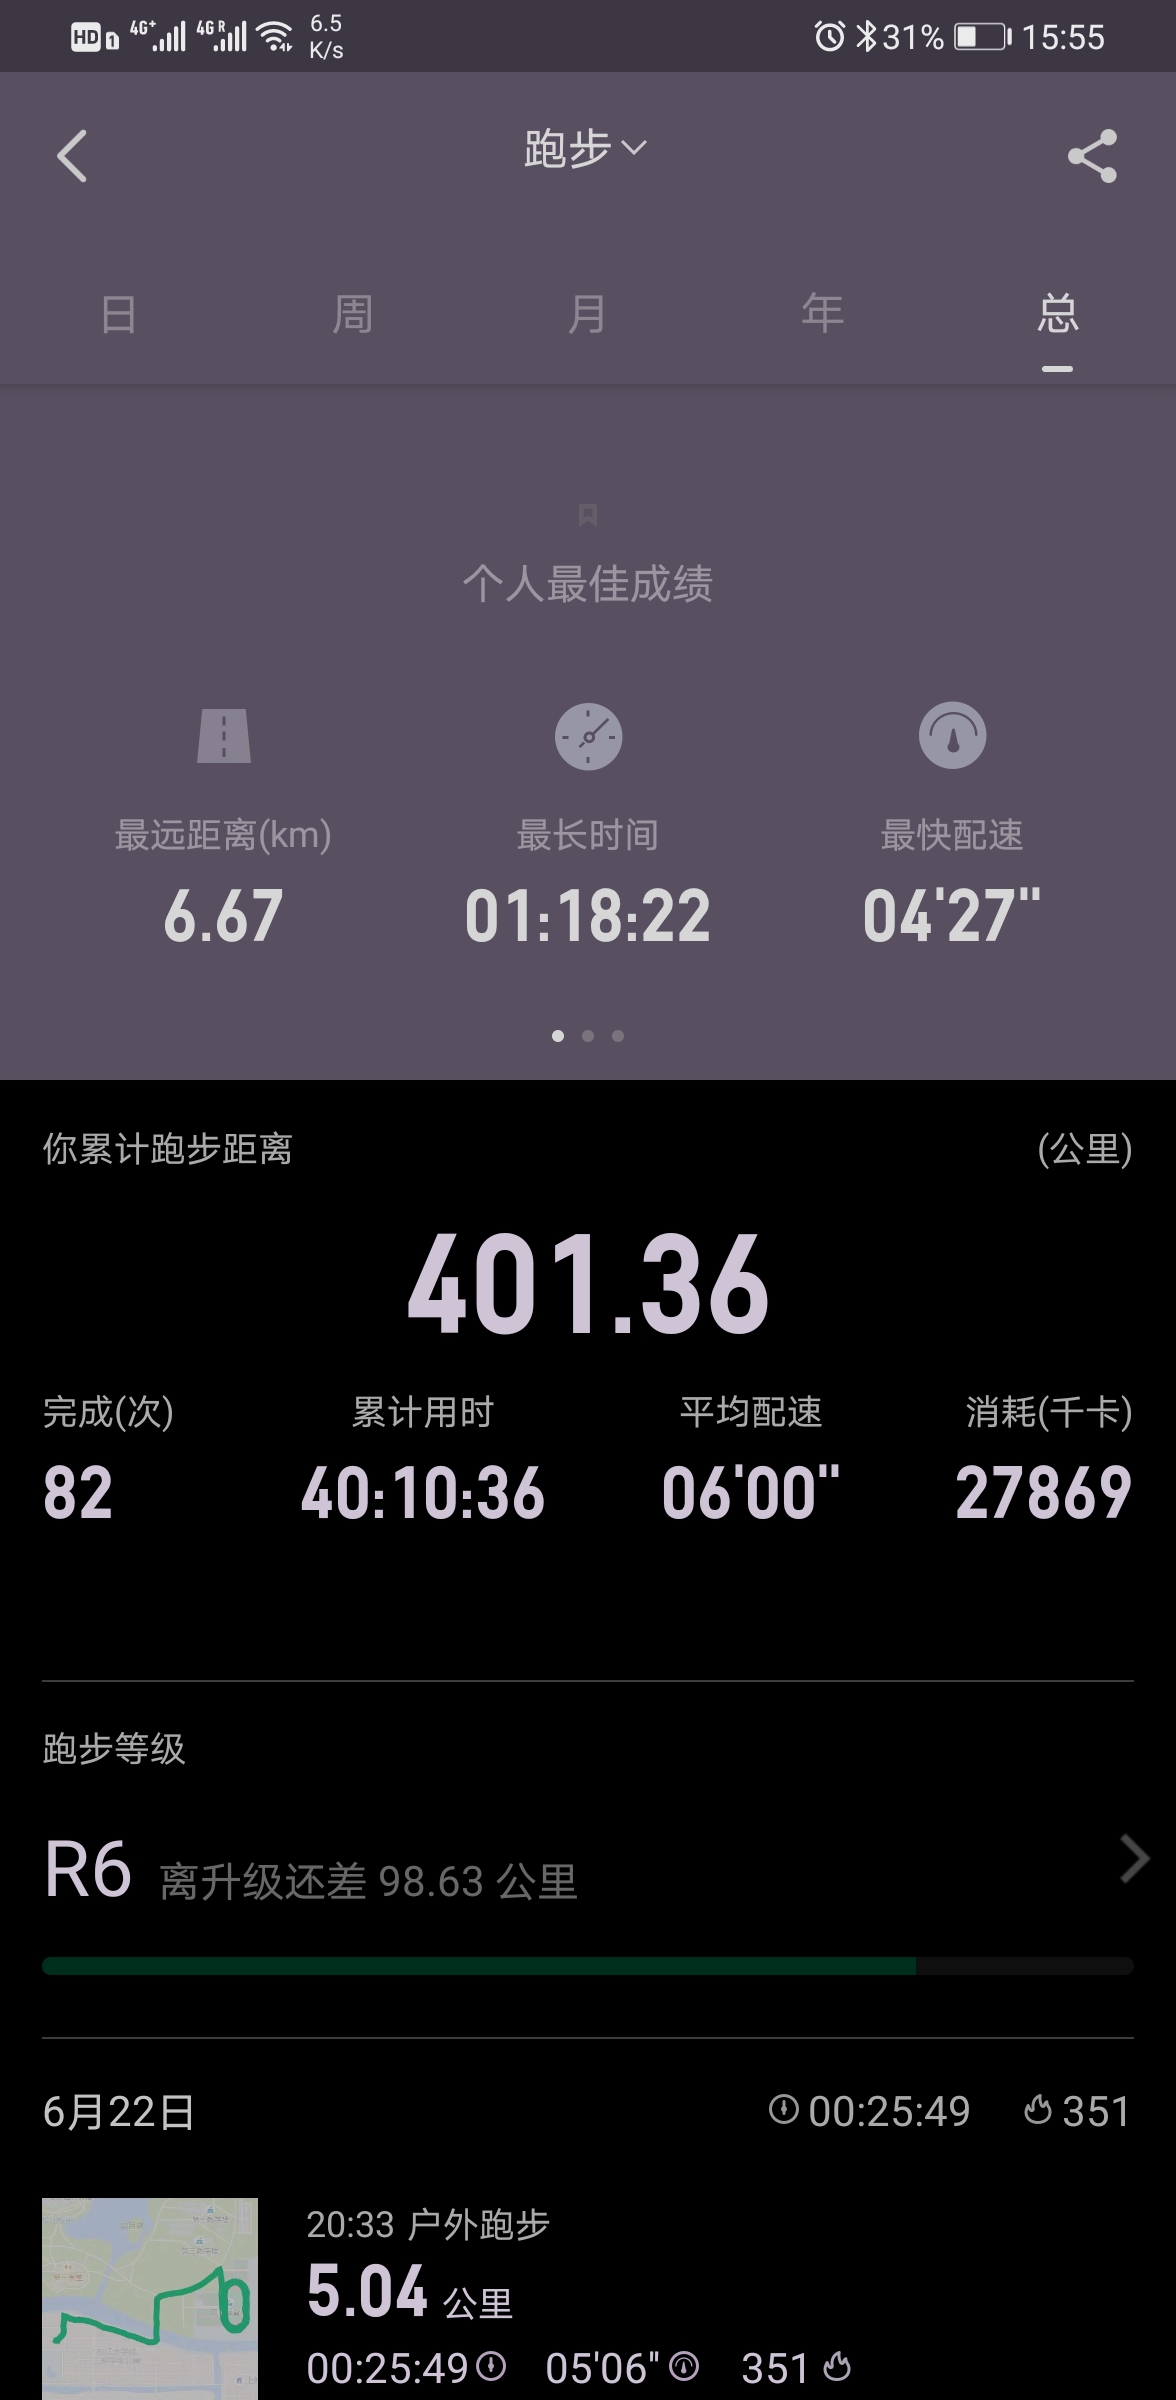 HD 1 4G+ 4G R 6.5 K/s 31% 15:55
跑步
日 周 月 年 总
个人最佳成绩
最远距离(km) 最长时间 最快配速
6.67 01:18:22 04'27"
你累计跑步距离 (公里)
401.36
完成(次) 累计用时 平均配速 消耗(千卡)
82 40:10:36 06'00" 27869
跑步等级
R6 离升级还差 98.63 公里
6月22日 00:25:49 351
20:33 户外跑步
5.04 公里
00:25:49 05'06" 351